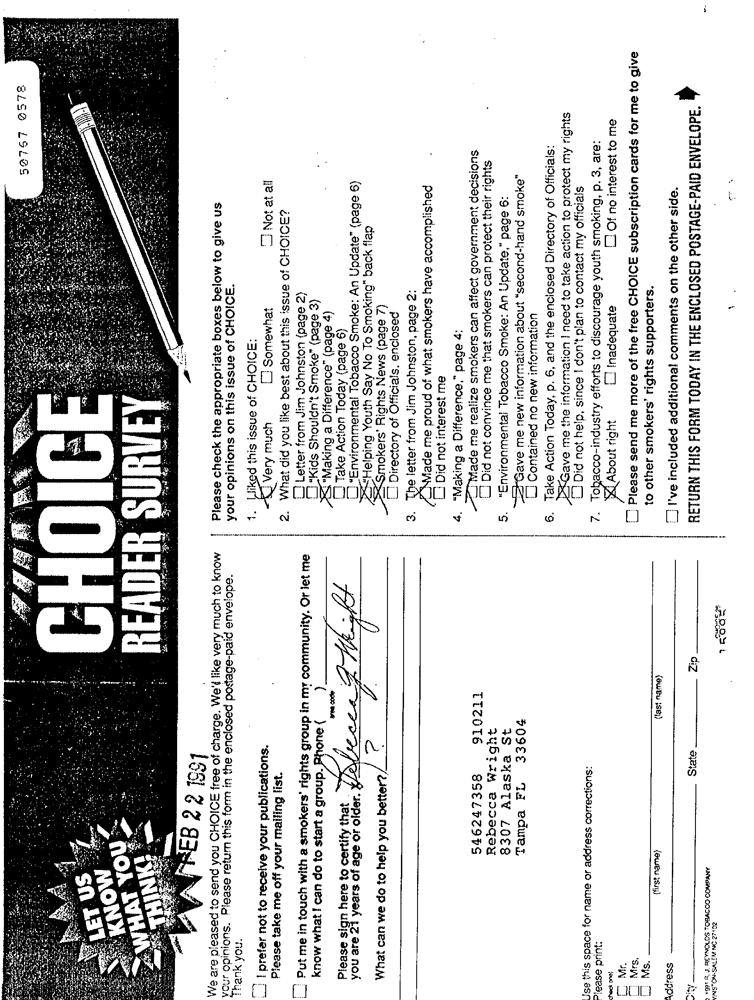 50767 0578
CHOICE
READER SURVEY
LET US
KNOW
WHAT YOU
THINK!
FEB 22 1991
We are pleased to send you CHOICE free of charge. We'd like very much to know
your opinions. Please return this form in the enclosed postage-paid envelope.
Thank you.
I prefer not to receive your publications.
Please take me off your mailing list.
Put me in touch with a smokers' rights group in my community. Or let me
know what I can do to start a group. Phone ( )
area code
Please sign here to certify that
you are 21 years of age or older. Rebecca J Wright
What can we do to help you better? ?
546247358 910211
Rebecca Wright
8307 Alaska St
Tampa FL 33604
Use this space for name or address corrections:
Please print:
(check one)
Mr.
Mrs.
Ms.
(first name) (last name)
Address
City State Zip
1991 R. J. REYNOLDS TOBACCO COMPANY
WINSTON-SALEM NC 27102
Please check the appropriate boxes below to give us
your opinions on this issue of CHOICE.
1. I liked this issue of CHOICE:
Very much Somewhat Not at all
2. What did you like best about this issue of CHOICE?
Letter from Jim Johnston (page 2)
"Kids Shouldn't Smoke" (page 3)
"Making a Difference" (page 4)
Take Action Today (page 6)
"Environmental Tobacco Smoke: An Update" (page 6)
"Helping Youth Say No To Smoking" back flap
Smokers' Rights News (page 7)
Directory of Officials, enclosed
3. The letter from Jim Johnston, page 2:
Made me proud of what smokers have accomplished
Did not interest me
4. "Making a Difference," page 4:
Made me realize smokers can affect government decisions
Did not convince me that smokers can protect their rights
5. "Environmental Tobacco Smoke: An Update," page 6:
Gave me new information about "second-hand smoke"
Contained no new information
6. Take Action Today, p. 6, and the enclosed Directory of Officials:
Gave me the information I need to take action to protect my rights
Did not help, since I don't plan to contact my officials
7. Tobacco-industry efforts to discourage youth smoking, p. 3, are:
About right Inadequate Of no interest to me
Please send me more of the free CHOICE subscription cards for me to give
to other smokers' rights supporters.
I've included additional comments on the other side.
RETURN THIS FORM TODAY IN THE ENCLOSED POSTAGE-PAID ENVELOPE.